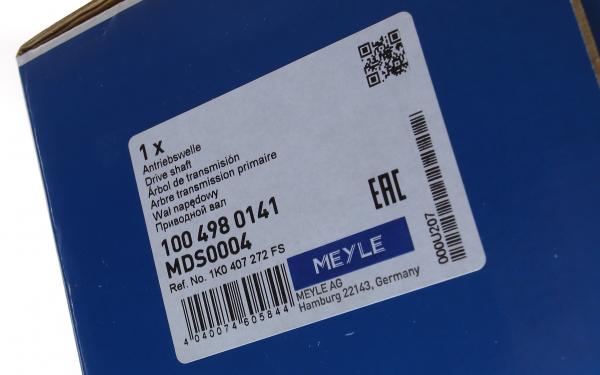 1 x
Antriebswelle
Drive shaft
Árbol de transmisión
Arbre transmission primaire
Wał napędowy
Приводной вал
100 498 0141
MDS0004
Ref. No. 1K0 407 272 FS
4 040074 605844
EAC
MEYLE
MEYLE AG
Hamburg 22143, Germany
000U207